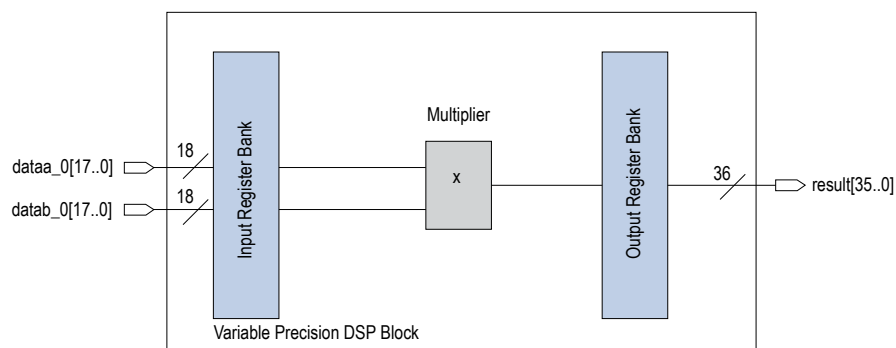 Multiplier
dataa_0[17..0]
18
datab_0[17..0]
18
Input Register Bank
x
Output Register Bank
36
result[35..0]
Variable Precision DSP Block